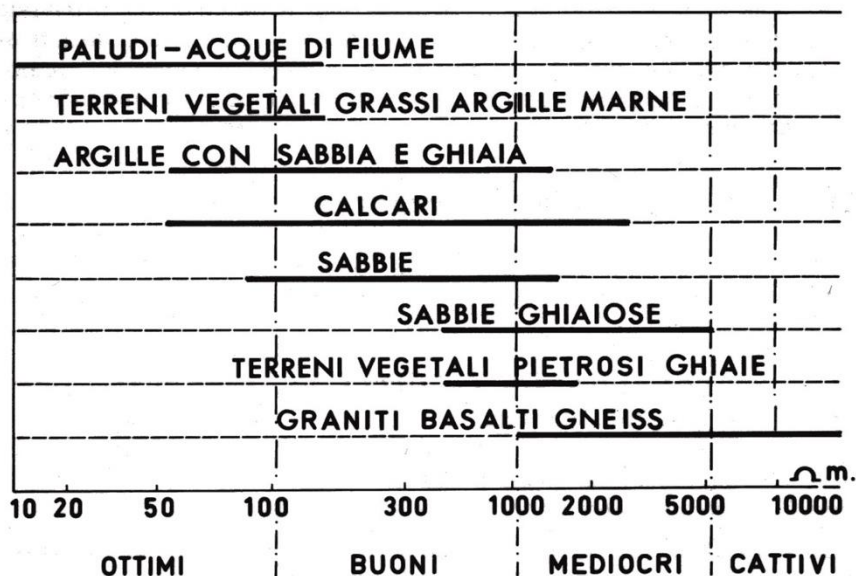 PALUDI-ACQUE DI FIUME
TERRENI VEGETALI GRASSI ARGILLE MARNE
ARGILLE CON SABBIA E GHIAIA
CALCARI
SABBIE
SABBIE GHIAIOSE
TERRENI VEGETALI PIETROSI GHIAIE
GRANITI BASALTI GNEISS
Ω m.
10 20 50 100 300 1000 2000 5000 10000
OTTIMI BUONI MEDIOCRI CATTIVI